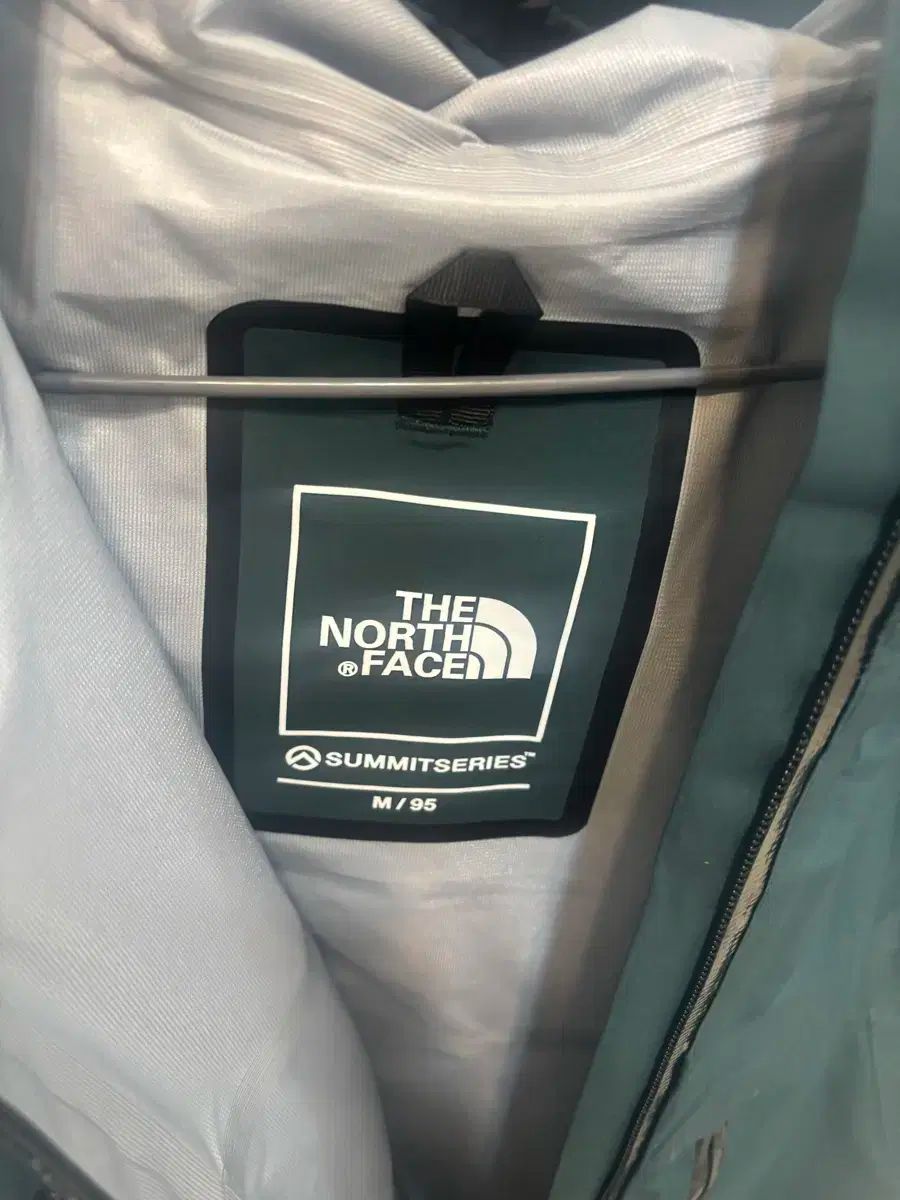 THE
NORTH
® FACE
SUMMITSERIES™
M / 95